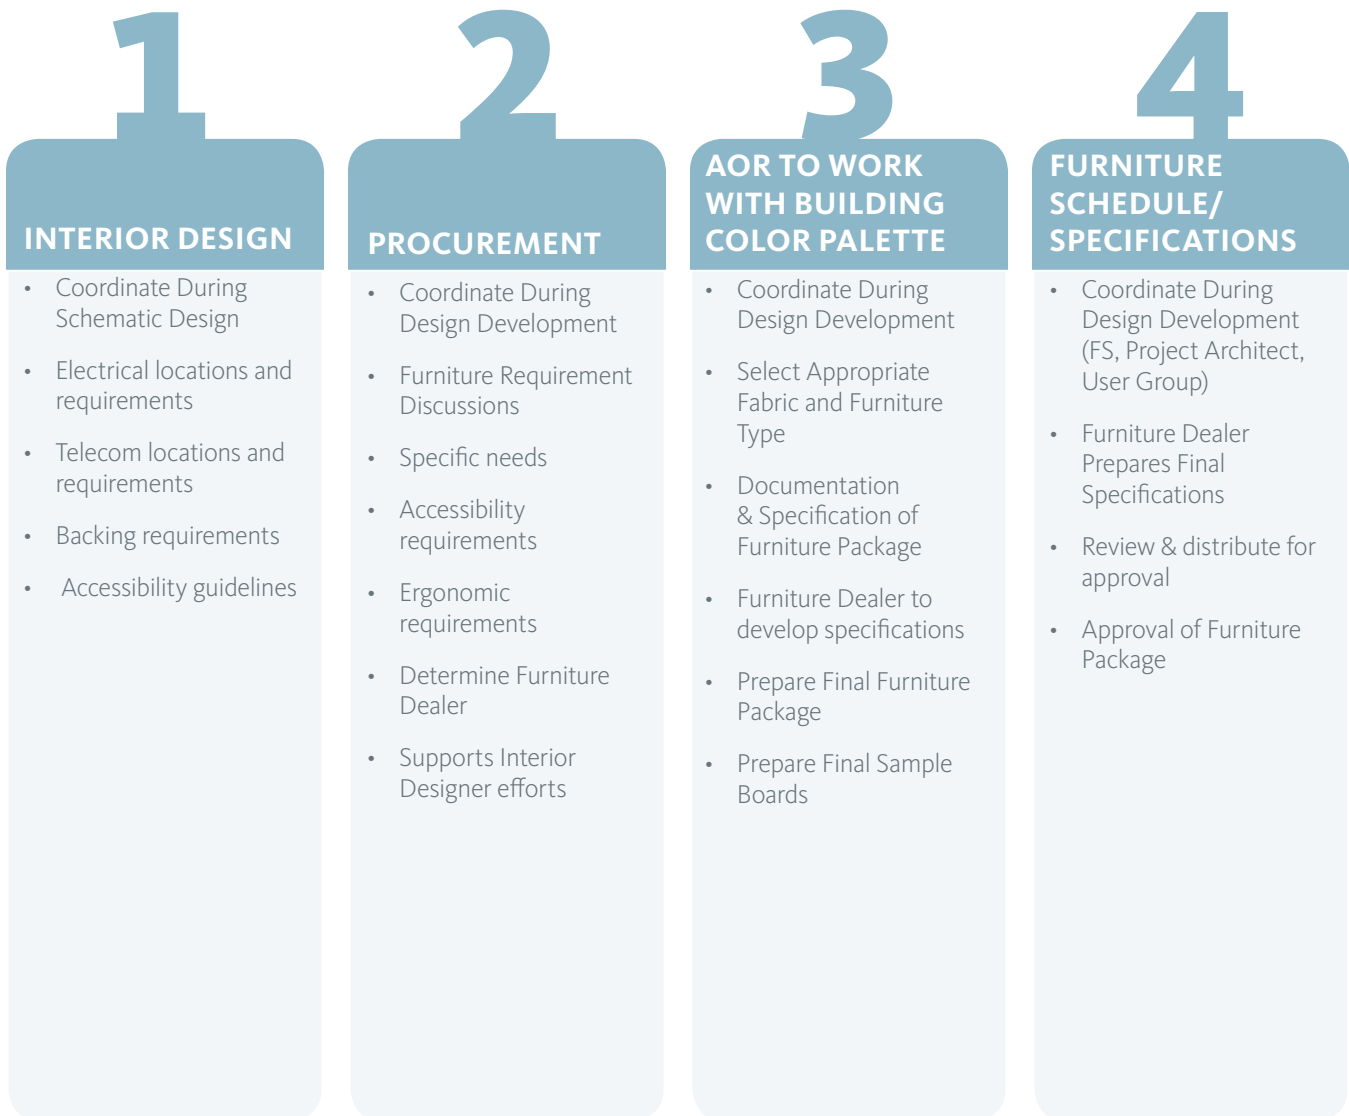 1
INTERIOR DESIGN
• Coordinate During
Schematic Design
• Electrical locations and
requirements
• Telecom locations and
requirements
• Backing requirements
• Accessibility guidelines
2
PROCUREMENT
• Coordinate During
Design Development
• Furniture Requirement
Discussions
• Specific needs
• Accessibility
requirements
• Ergonomic
requirements
• Determine Furniture
Dealer
• Supports Interior
Designer efforts
3
AOR TO WORK
WITH BUILDING
COLOR PALETTE
• Coordinate During
Design Development
• Select Appropriate
Fabric and Furniture
Type
• Documentation
& Specification of
Furniture Package
• Furniture Dealer to
develop specifications
• Prepare Final Furniture
Package
• Prepare Final Sample
Boards
4
FURNITURE
SCHEDULE/
SPECIFICATIONS
• Coordinate During
Design Development
(FS, Project Architect,
User Group)
• Furniture Dealer
Prepares Final
Specifications
• Review & distribute for
approval
• Approval of Furniture
Package